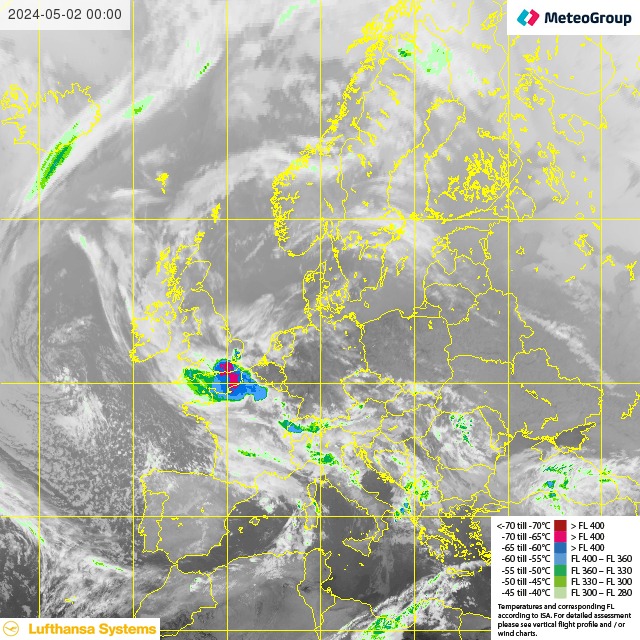 2024-05-02 00:00
MeteoGroup
<-70 till -70°C > FL 400
-70 till -65°C > FL 400
-65 till -60°C > FL 400
-60 till -55°C FL 400 – FL 360
-55 till -50°C FL 360 – FL 330
-50 till -45°C FL 330 – FL 300
-45 till -40°C FL 300 – FL 280
Temperatures and corresponding FL
according to ISA. For detailed assessment
please see vertical flight profile and / or
wind charts.
Lufthansa Systems